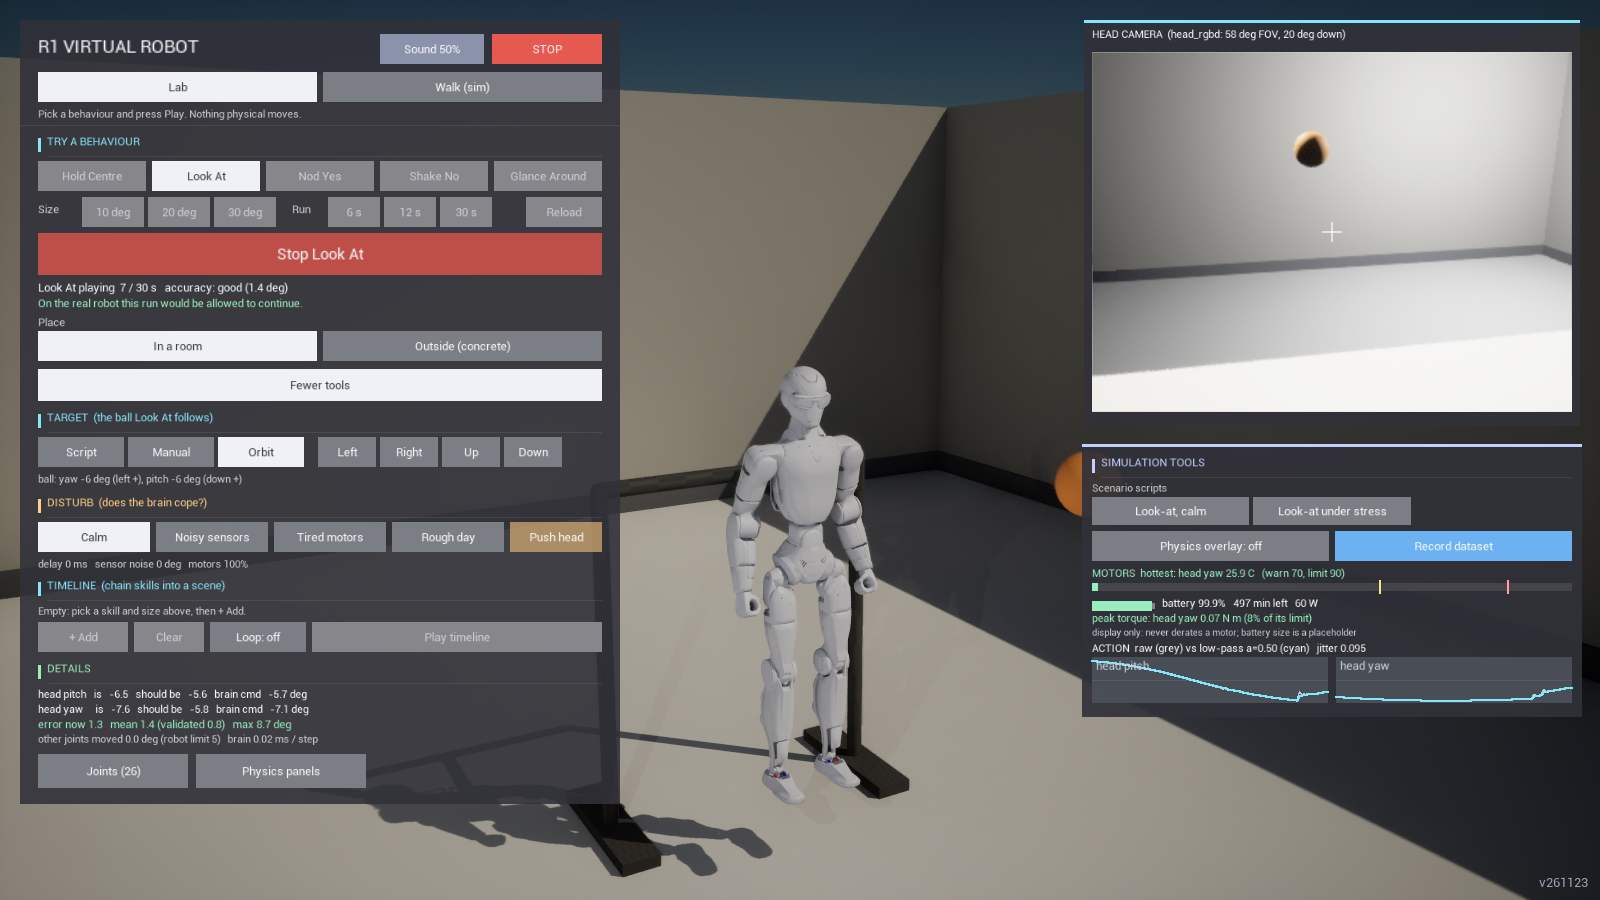 R1 VIRTUAL ROBOT
Sound 50%
STOP
Lab
Walk (sim)
Pick a behaviour and press Play. Nothing physical moves.
TRY A BEHAVIOUR
Hold Centre
Look At
Nod Yes
Shake No
Glance Around
Size
10 deg
20 deg
30 deg
Run
6 s
12 s
30 s
Reload
Stop Look At
Look At playing 7 / 30 s accuracy: good (1.4 deg)
On the real robot this run would be allowed to continue.
Place
In a room
Outside (concrete)
Fewer tools
TARGET (the ball Look At follows)
Script
Manual
Orbit
Left
Right
Up
Down
ball: yaw -6 deg (left +), pitch -6 deg (down +)
DISTURB (does the brain cope?)
Calm
Noisy sensors
Tired motors
Rough day
Push head
delay 0 ms sensor noise 0 deg motors 100%
TIMELINE (chain skills into a scene)
Empty: pick a skill and size above, then + Add.
+ Add
Clear
Loop: off
Play timeline
DETAILS
head pitch is -6.5 should be -5.6 brain cmd -5.7 deg
head yaw is -7.6 should be -5.8 brain cmd -7.1 deg
error now 1.3 mean 1.4 (validated 0.8) max 8.7 deg
other joints moved 0.0 deg (robot limit 5) brain 0.02 ms / step
Joints (26)
Physics panels
HEAD CAMERA (head_rgbd: 58 deg FOV, 20 deg down)
SIMULATION TOOLS
Scenario scripts
Look-at, calm
Look-at under stress
Physics overlay: off
Record dataset
MOTORS hottest: head yaw 25.9 C (warn 70, limit 90)
battery 99.9% 497 min left 60 W
peak torque: head yaw 0.07 N m (8% of its limit)
display only: never derates a motor; battery size is a placeholder
ACTION raw (grey) vs low-pass a=0.50 (cyan) jitter 0.095
head pitch
head yaw
v261123